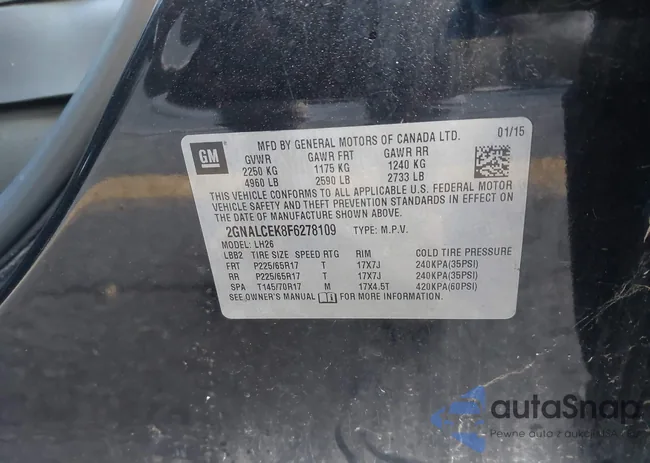 GM
MFD BY GENERAL MOTORS OF CANADA LTD. 01/15
GVWR GAWR FRT GAWR RR
2250 KG 1175 KG 1240 KG
4960 LB 2590 LB 2733 LB
THIS VEHICLE CONFORMS TO ALL APPLICABLE U.S. FEDERAL MOTOR
VEHICLE SAFETY AND THEFT PREVENTION STANDARDS IN EFFECT ON
THE DATE OF MANUFACTURE SHOWN ABOVE.
2GNALCEK8F6278109 TYPE: M.P.V.
MODEL: LH26
LBB2 TIRE SIZE SPEED RTG RIM COLD TIRE PRESSURE
FRT P225/65R17 T 17X7J 240KPA(35PSI)
RR P225/65R17 T 17X7J 240KPA(35PSI)
SPA T145/70R17 M 17X4.5T 420KPA(60PSI)
SEE OWNER'S MANUAL FOR MORE INFORMATION.
autaSnap
Pewne auta z aukcji